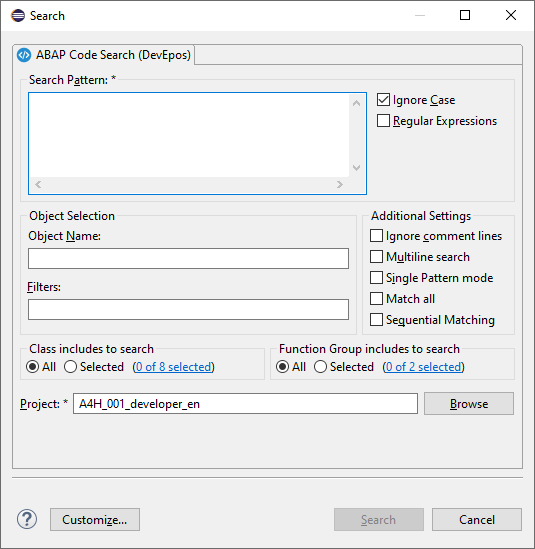 Search
ABAP Code Search (DevEpos)
Search Pattern: *
Ignore Case
Regular Expressions
Object Selection
Object Name:
Filters:
Additional Settings
Ignore comment lines
Multiline search
Single Pattern mode
Match all
Sequential Matching
Class includes to search
All Selected (0 of 8 selected)
Function Group includes to search
All Selected (0 of 2 selected)
Project: * A4H_001_developer_en Browse
? Customize... Search Cancel